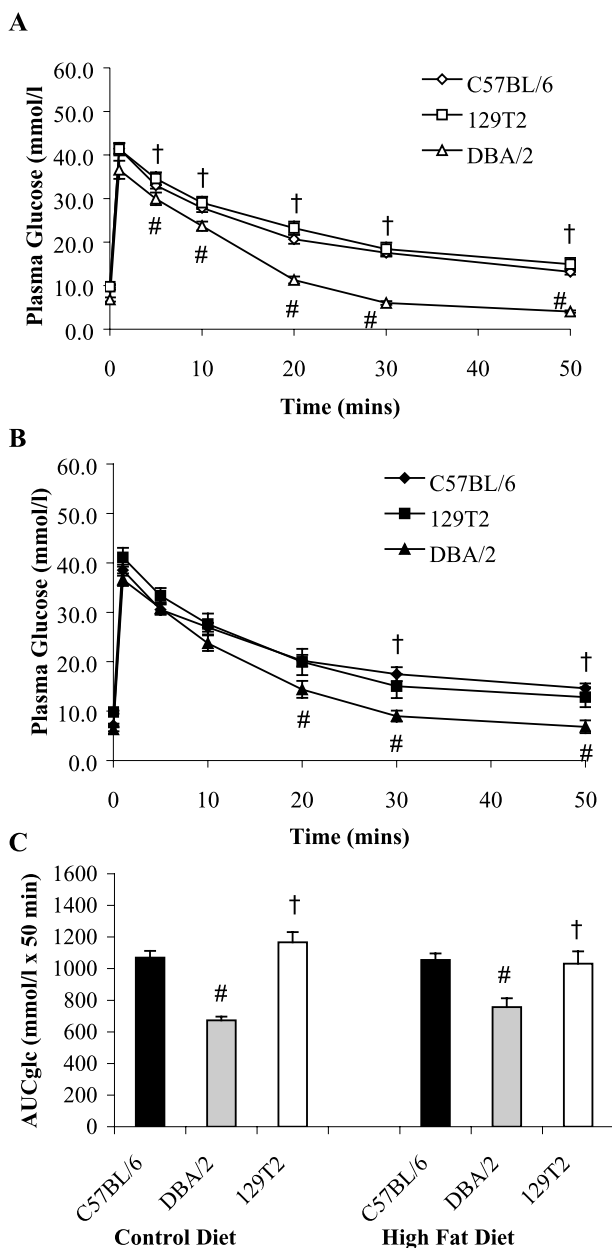 A
60.0
50.0
40.0
30.0
20.0
10.0
0.0
Plasma Glucose (mmol/l
C57BL/6
129T2
DBA/2
† † † † †
# # # # #
0 10 20 30 40 50
Time (mins)
B
60.0
50.0
40.0
30.0
20.0
10.0
0.0
Plasma Glucose (mmol/l)
C57BL/6
129T2
DBA/2
† †
# # #
0 10 20 30 40 50
Time (mins)
C
1600
1400
1200
1000
800
600
400
200
0
AUCglc (mmol/l x 50 min)
# † # †
C57BL/6 DBA/2 129T2 C57BL/6 DBA/2 129T2
Control Diet High Fat Diet